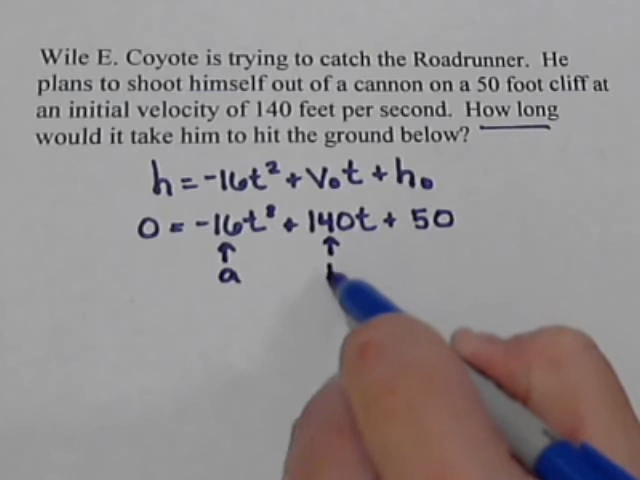 Wile E. Coyote is trying to catch the Roadrunner. He
plans to shoot himself out of a cannon on a 50 foot cliff at
an initial velocity of 140 feet per second. How long
would it take him to hit the ground below?
h = -16t² + v₀t + h₀
0 = -16t² + 140t + 50
↑ ↑
a